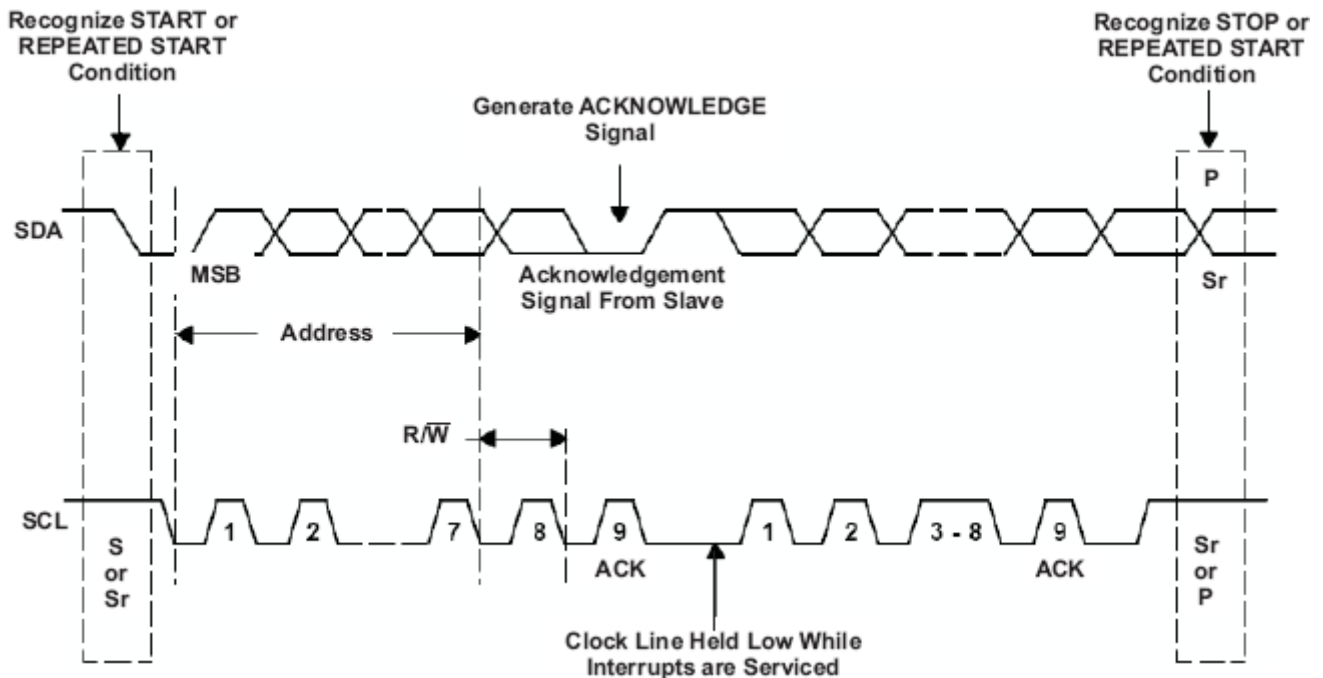 Recognize START or
REPEATED START
Condition
Recognize STOP or
REPEATED START
Condition
Generate ACKNOWLEDGE
Signal
P
SDA
MSB
Acknowledgement
Signal From Slave
Sr
Address
R/W̅
SCL
1
2
7
8
9
1
2
3 - 8
9
S
or
Sr
ACK
ACK
Sr
or
P
Clock Line Held Low While
Interrupts are Serviced